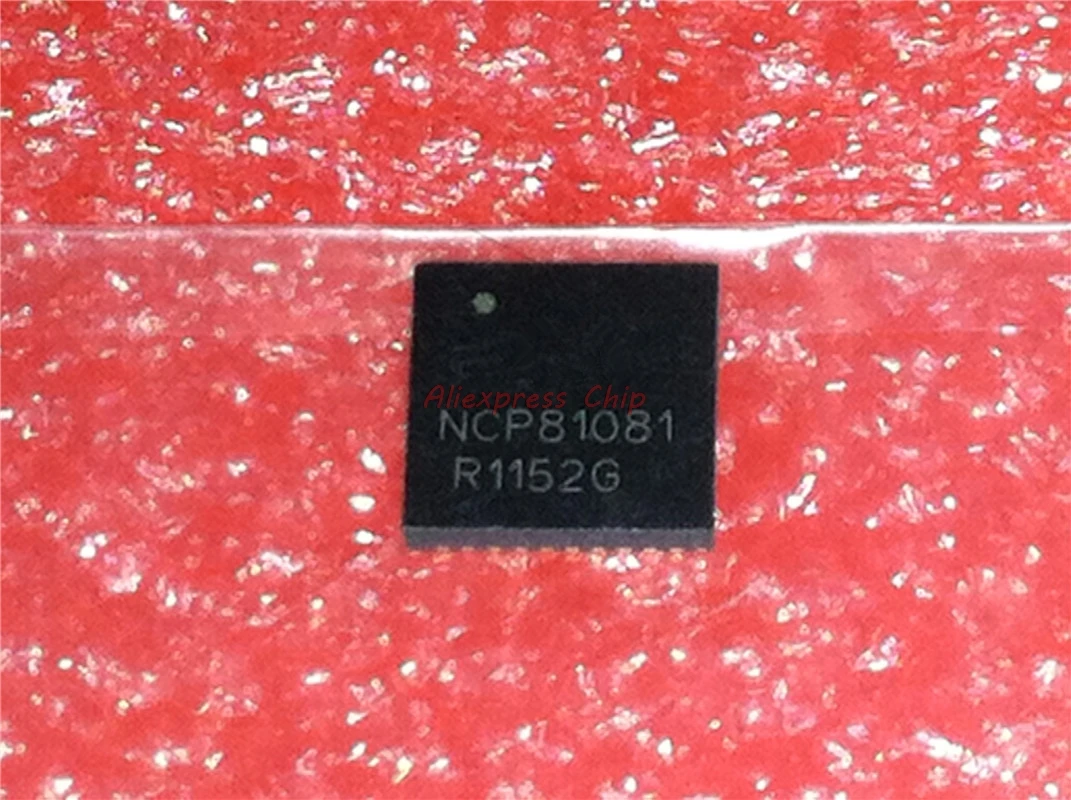 Aliexpress Chip
NCP81081
R1152G